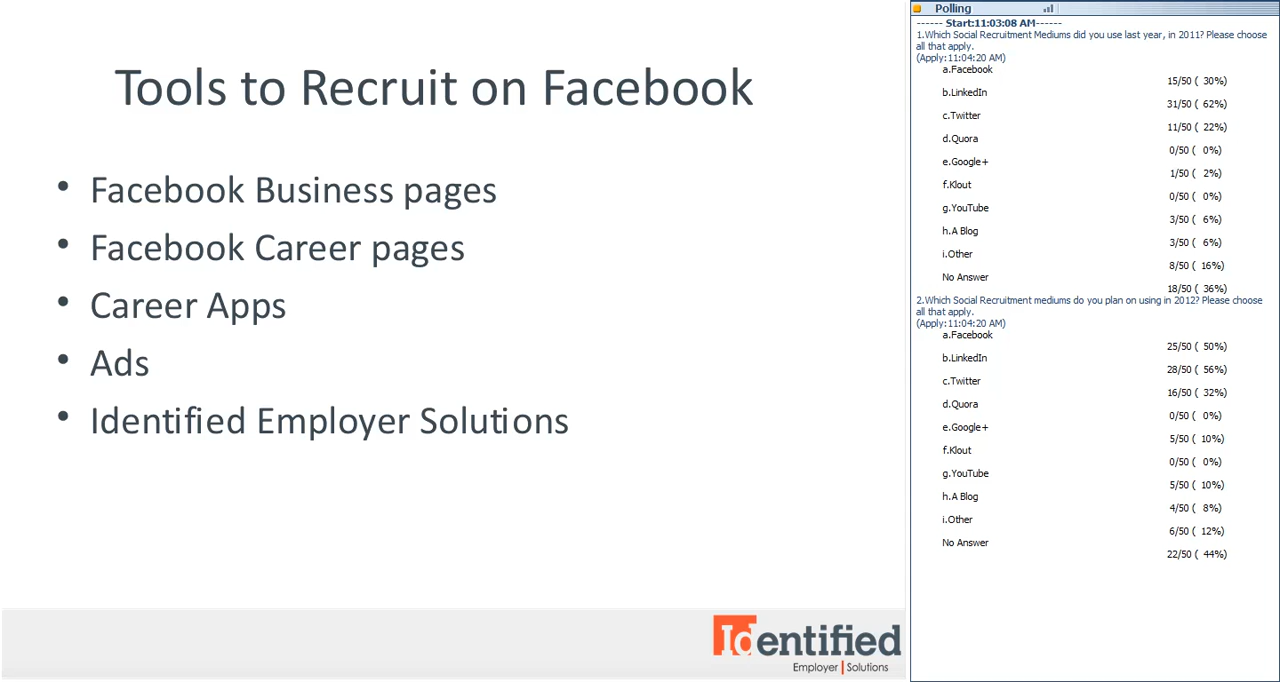 Tools to Recruit on Facebook
• Facebook Business pages
• Facebook Career pages
• Career Apps
• Ads
• Identified Employer Solutions
Identified
Employer | Solutions
Polling
------ Start:11:03:08 AM------
1.Which Social Recruitment Mediums did you use last year, in 2011? Please choose
all that apply.
(Apply:11:04:20 AM)
a.Facebook
15/50 ( 30%)
b.LinkedIn
31/50 ( 62%)
c.Twitter
11/50 ( 22%)
d.Quora
0/50 ( 0%)
e.Google+
1/50 ( 2%)
f.Klout
0/50 ( 0%)
g.YouTube
3/50 ( 6%)
h.A Blog
3/50 ( 6%)
i.Other
8/50 ( 16%)
No Answer
18/50 ( 36%)
2.Which Social Recruitment mediums do you plan on using in 2012? Please choose
all that apply.
(Apply:11:04:20 AM)
a.Facebook
25/50 ( 50%)
b.LinkedIn
28/50 ( 56%)
c.Twitter
16/50 ( 32%)
d.Quora
0/50 ( 0%)
e.Google+
5/50 ( 10%)
f.Klout
0/50 ( 0%)
g.YouTube
5/50 ( 10%)
h.A Blog
4/50 ( 8%)
i.Other
6/50 ( 12%)
No Answer
22/50 ( 44%)